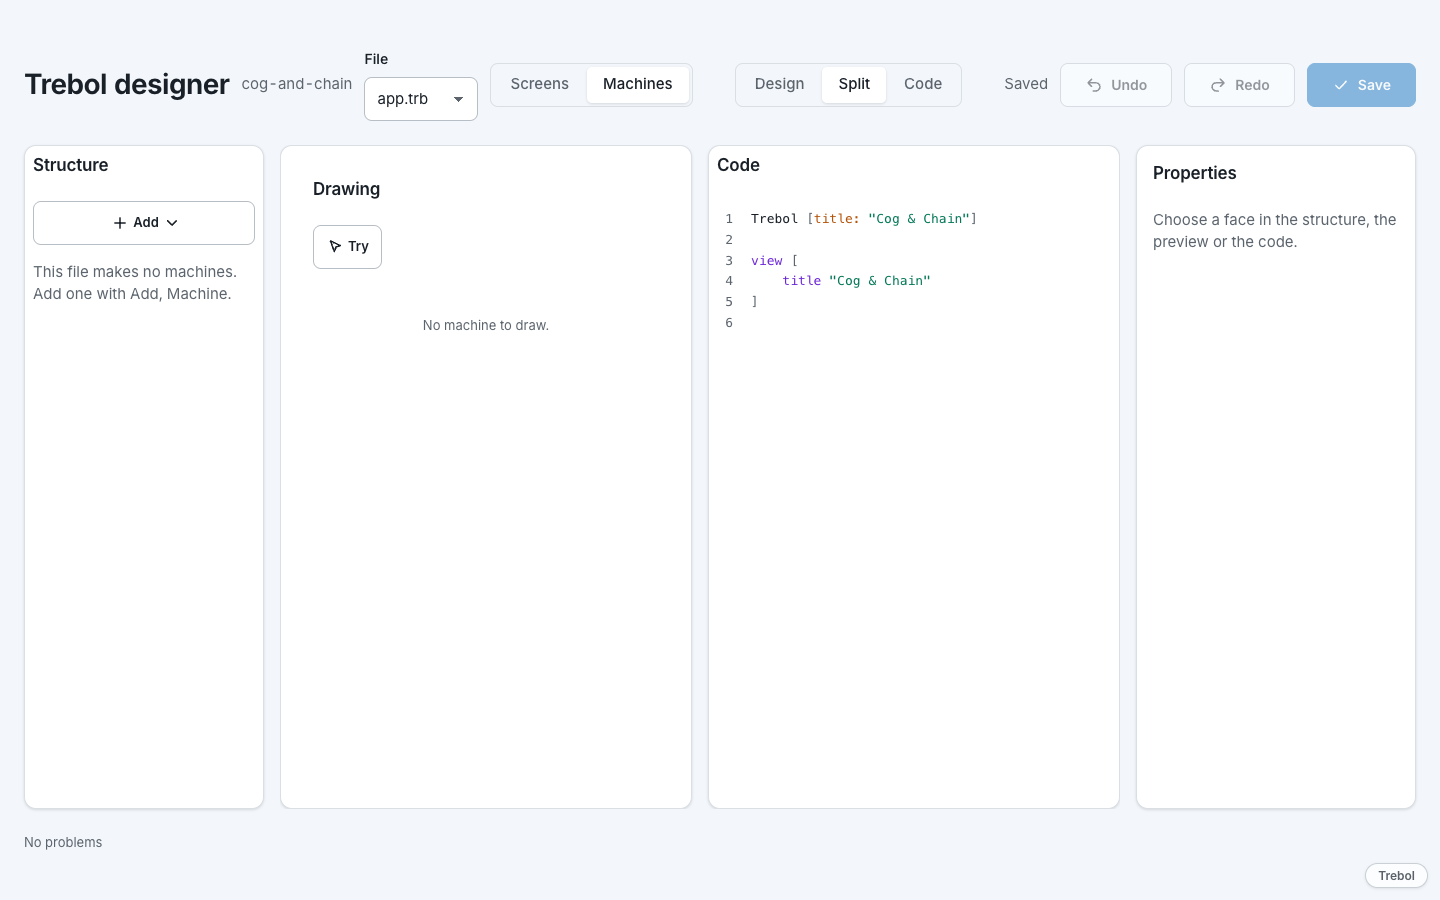 Trebol designer
cog-and-chain
File
app.trb
Screens
Machines
Design
Split
Code
Saved
Undo
Redo
Save
Structure
Add
This file makes no machines.
Add one with Add, Machine.
Drawing
Try
No machine to draw.
Code
1 Trebol [title: "Cog & Chain"]
2
3 view [
4     title "Cog & Chain"
5 ]
6
Properties
Choose a face in the structure, the
preview or the code.
No problems
Trebol